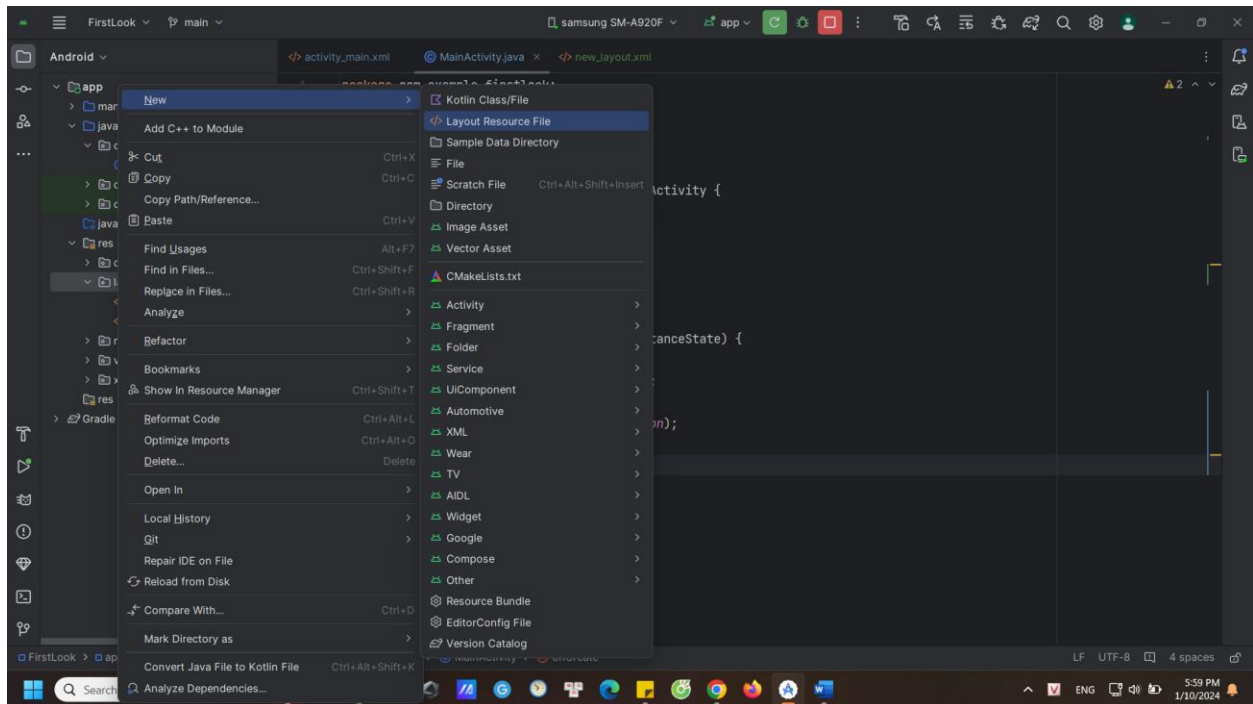 FirstLook
main
samsung SM-A920F
app
Android
activity_main.xml
MainActivity.java
new_layout.xml
2
app
java
java
res
res
Gradle
New
Add C++ to Module
Cut Ctrl+X
Copy Ctrl+C
Copy Path/Reference...
Paste Ctrl+V
Find Usages Alt+F7
Find in Files... Ctrl+Shift+F
Replace in Files... Ctrl+Shift+R
Analyze
Refactor
Bookmarks
Show In Resource Manager Ctrl+Shift+T
Reformat Code Ctrl+Alt+L
Optimize Imports Ctrl+Alt+O
Delete... Delete
Open In
Local History
Git
Repair IDE on File
Reload from Disk
Compare With... Ctrl+D
Mark Directory as
Convert Java File to Kotlin File Ctrl+Alt+Shift+K
Analyze Dependencies...
Kotlin Class/File
Layout Resource File
Sample Data Directory
File
Scratch File Ctrl+Alt+Shift+Insert
Directory
Image Asset
Vector Asset
CMakeLists.txt
Activity
Fragment
Folder
Service
UiComponent
Automotive
XML
Wear
TV
AIDL
Widget
Google
Compose
Other
Resource Bundle
EditorConfig File
Version Catalog
Activity {
tanceState) {
on);
FirstLook > ap
LF UTF-8 4 spaces
Search
ENG
5:59 PM
1/10/2024